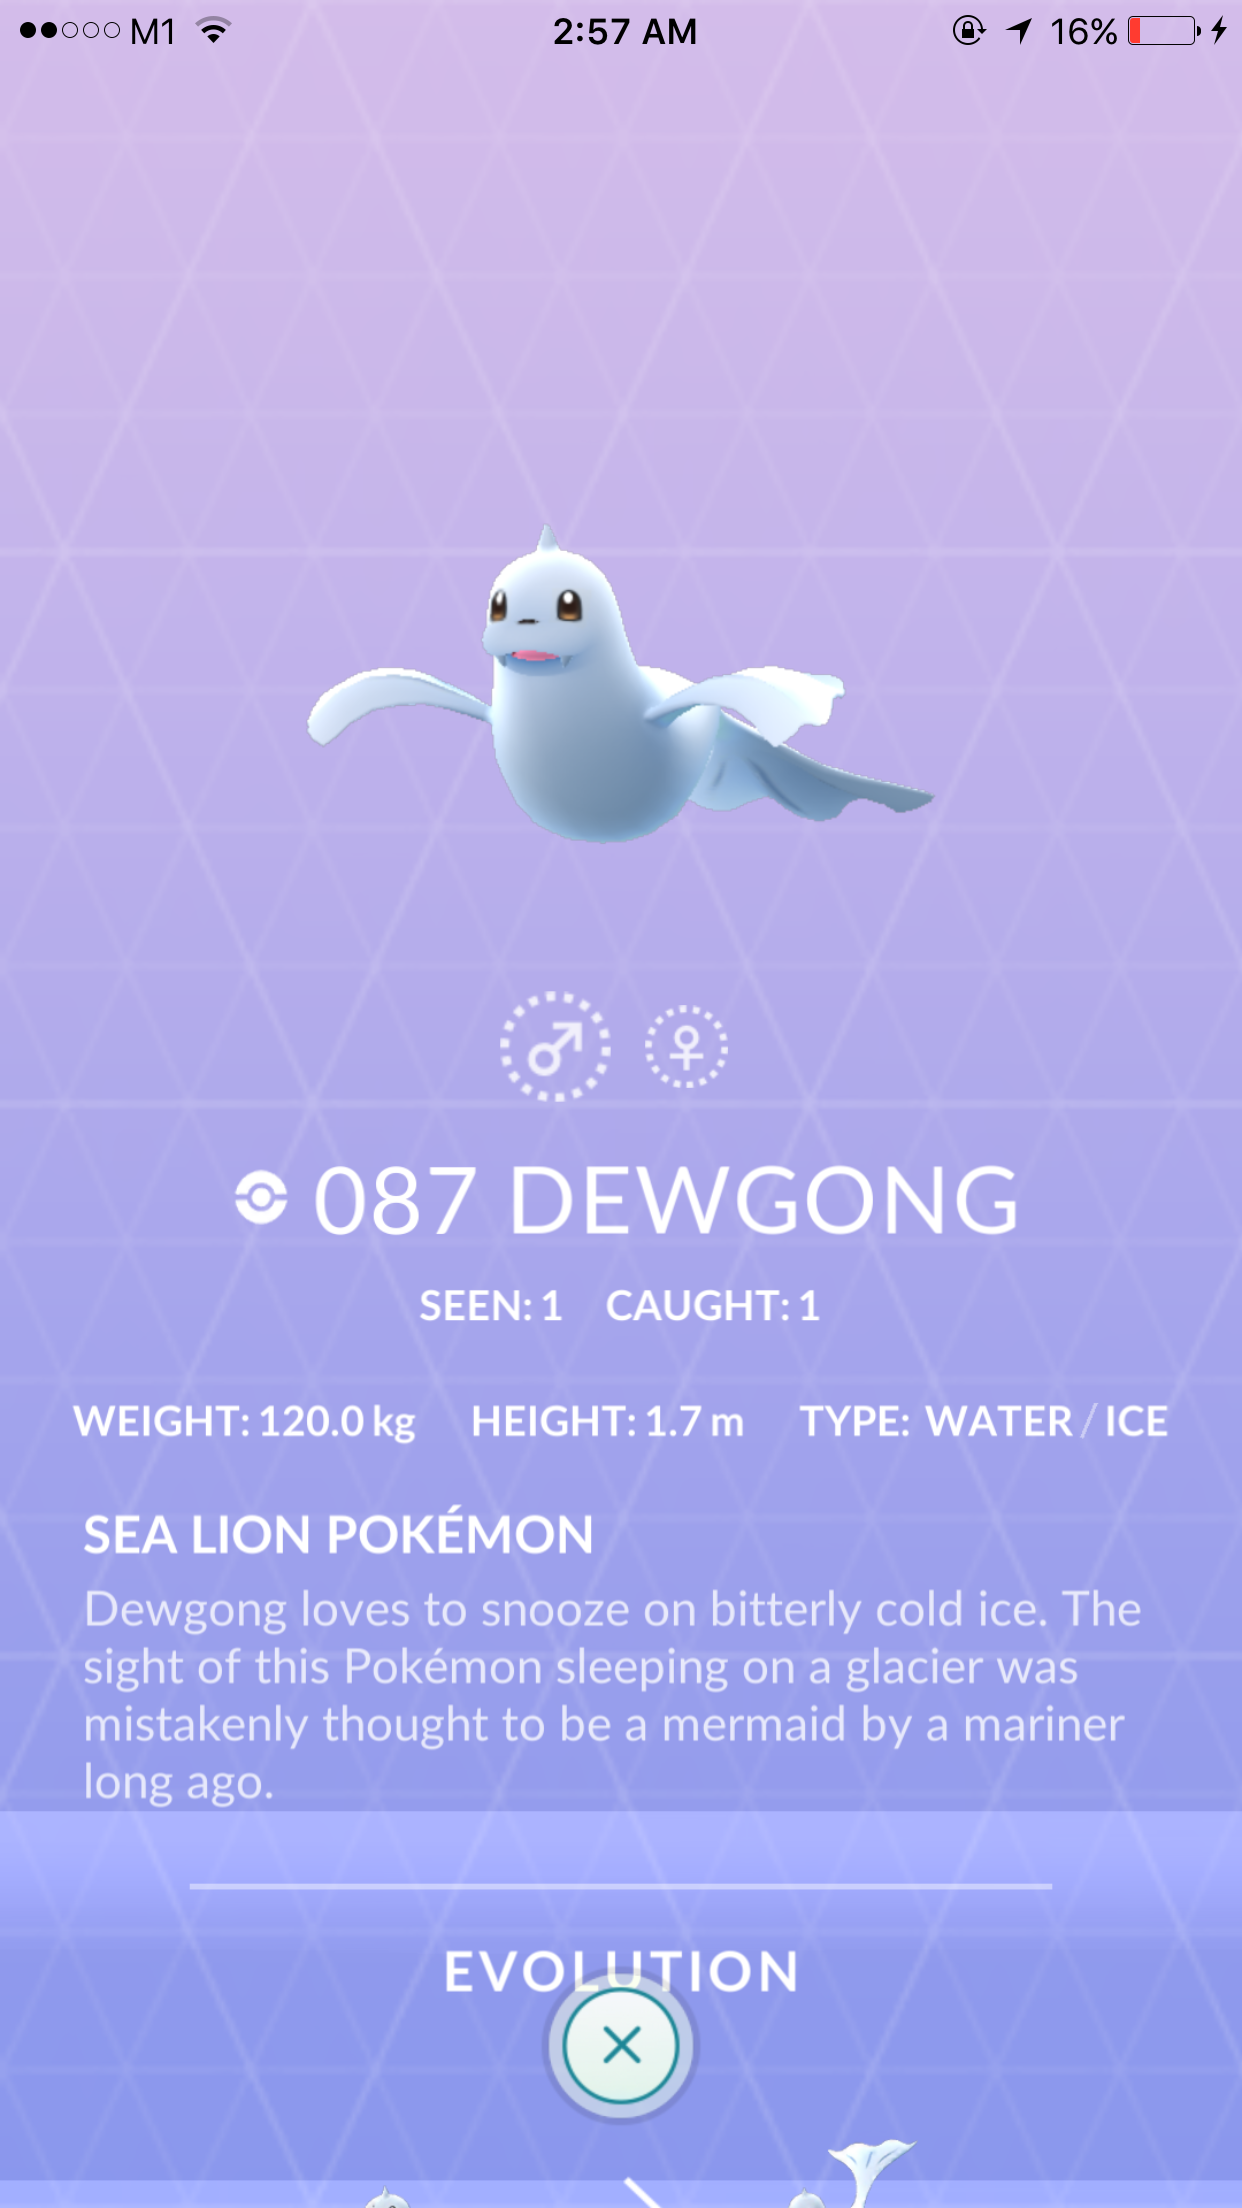 M1 2:57 AM 16%
087 DEWGONG
SEEN: 1 CAUGHT: 1
WEIGHT: 120.0 kg HEIGHT: 1.7 m TYPE: WATER / ICE
SEA LION POKÉMON
Dewgong loves to snooze on bitterly cold ice. The
sight of this Pokémon sleeping on a glacier was
mistakenly thought to be a mermaid by a mariner
long ago.
EVOLUTION